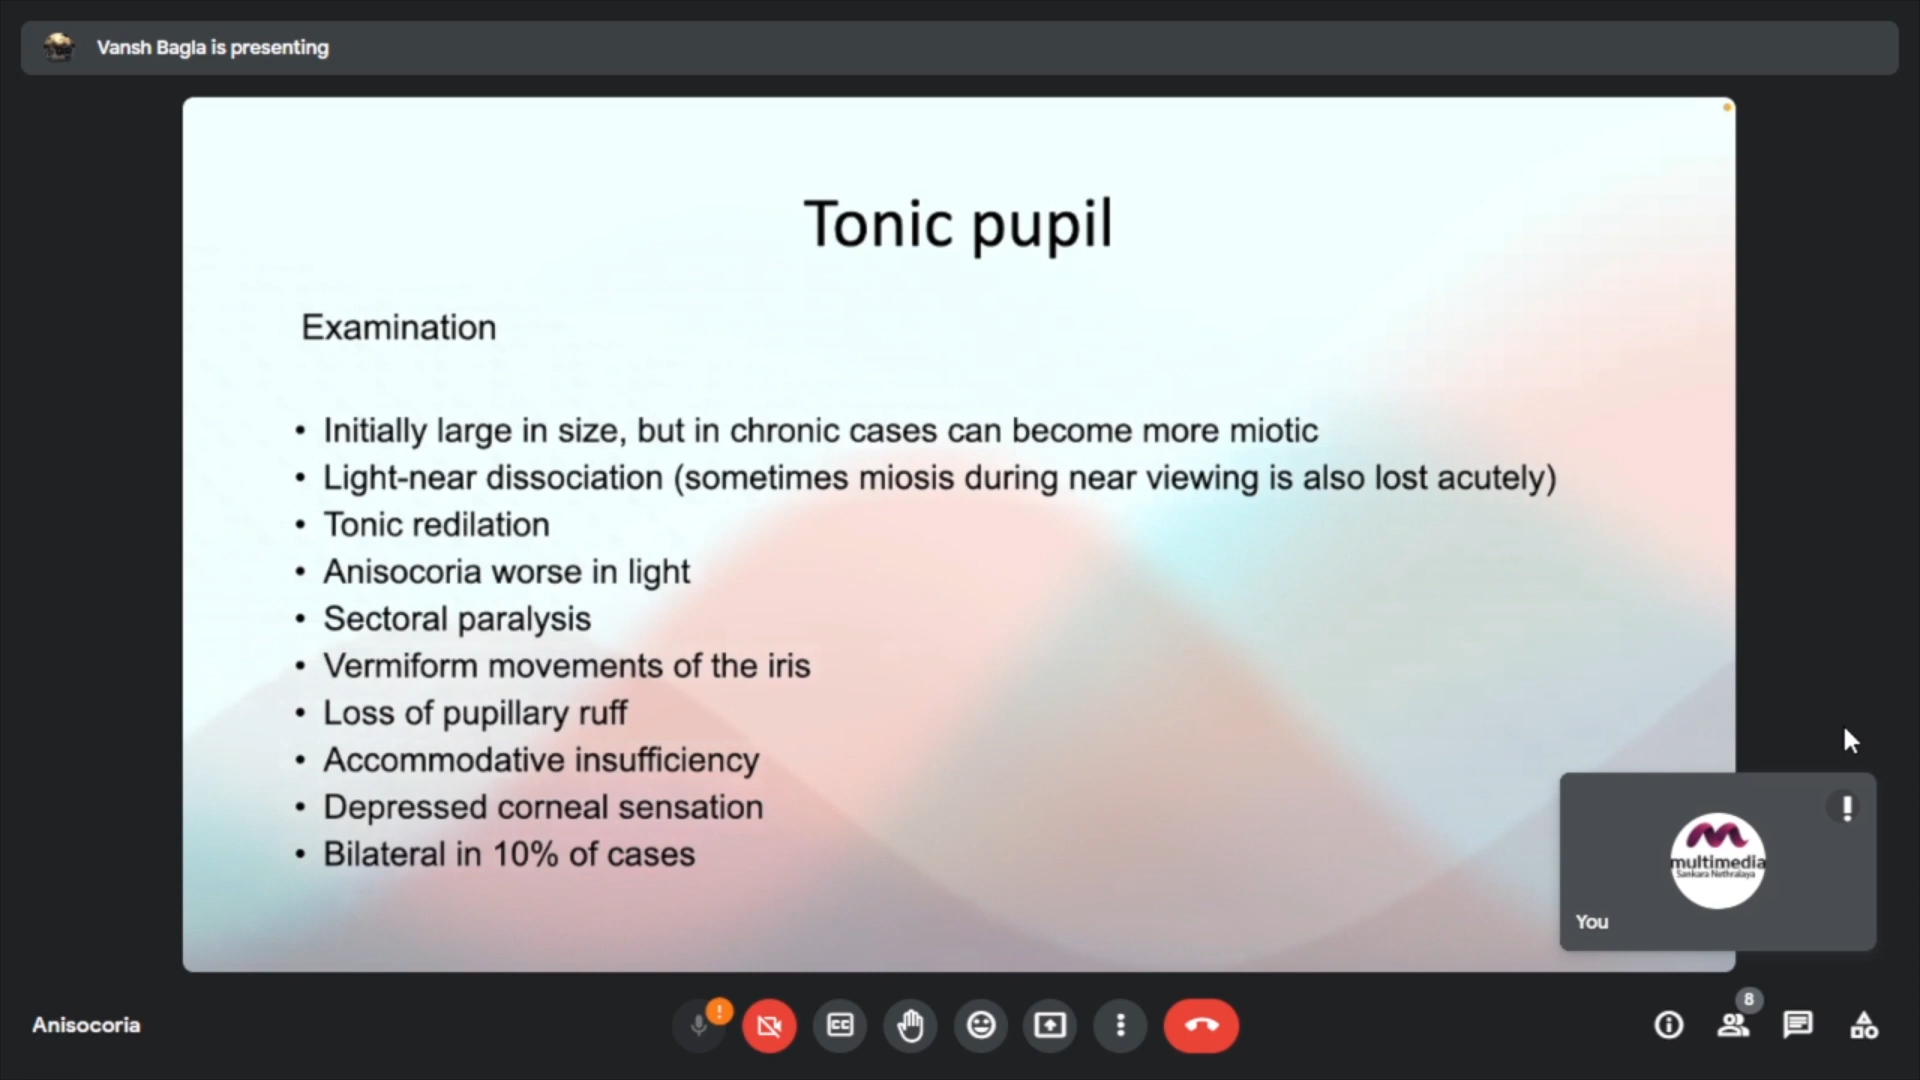 Vansh Bagla is presenting
Tonic pupil
Examination
• Initially large in size, but in chronic cases can become more miotic
• Light-near dissociation (sometimes miosis during near viewing is also lost acutely)
• Tonic redilation
• Anisocoria worse in light
• Sectoral paralysis
• Vermiform movements of the iris
• Loss of pupillary ruff
• Accommodative insufficiency
• Depressed corneal sensation
• Bilateral in 10% of cases
multimedia
Sankara Nethralaya
You
Anisocoria
CC
8